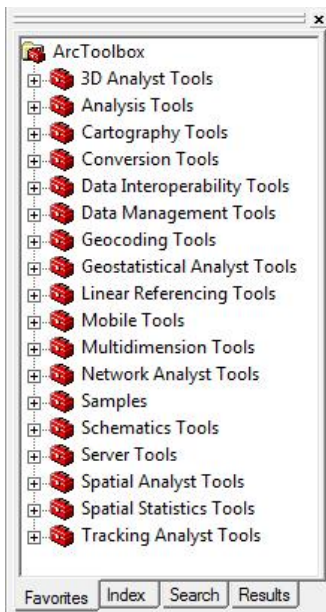 ArcToolbox
3D Analyst Tools
Analysis Tools
Cartography Tools
Conversion Tools
Data Interoperability Tools
Data Management Tools
Geocoding Tools
Geostatistical Analyst Tools
Linear Referencing Tools
Mobile Tools
Multidimension Tools
Network Analyst Tools
Samples
Schematics Tools
Server Tools
Spatial Analyst Tools
Spatial Statistics Tools
Tracking Analyst Tools
Favorites Index Search Results